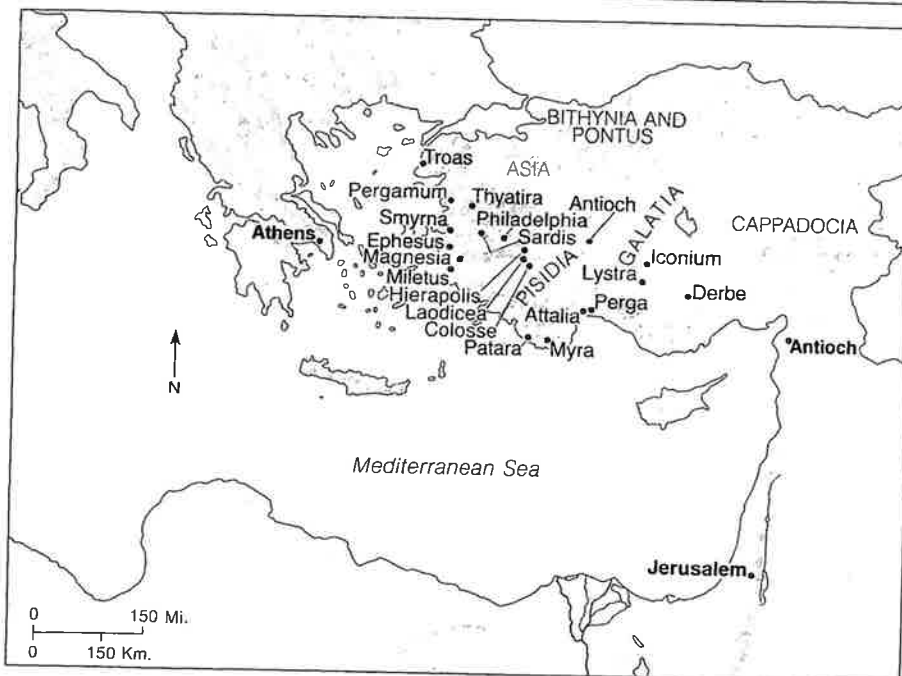 BITHYNIA AND
PONTUS
Troas
ASIA
Pergamum
Thyatira
Antioch
GALATIA
CAPPADOCIA
Smyrna
Philadelphia
Athens
Sardis
Ephesus
Magnesia
PISIDIA
Iconium
Miletus
Lystra
Hierapolis
Derbe
Laodicea
Attalia
Perga
Colosse
Patara
Myra
Antioch
N
Mediterranean Sea
Jerusalem
0 150 Mi.
0 150 Km.